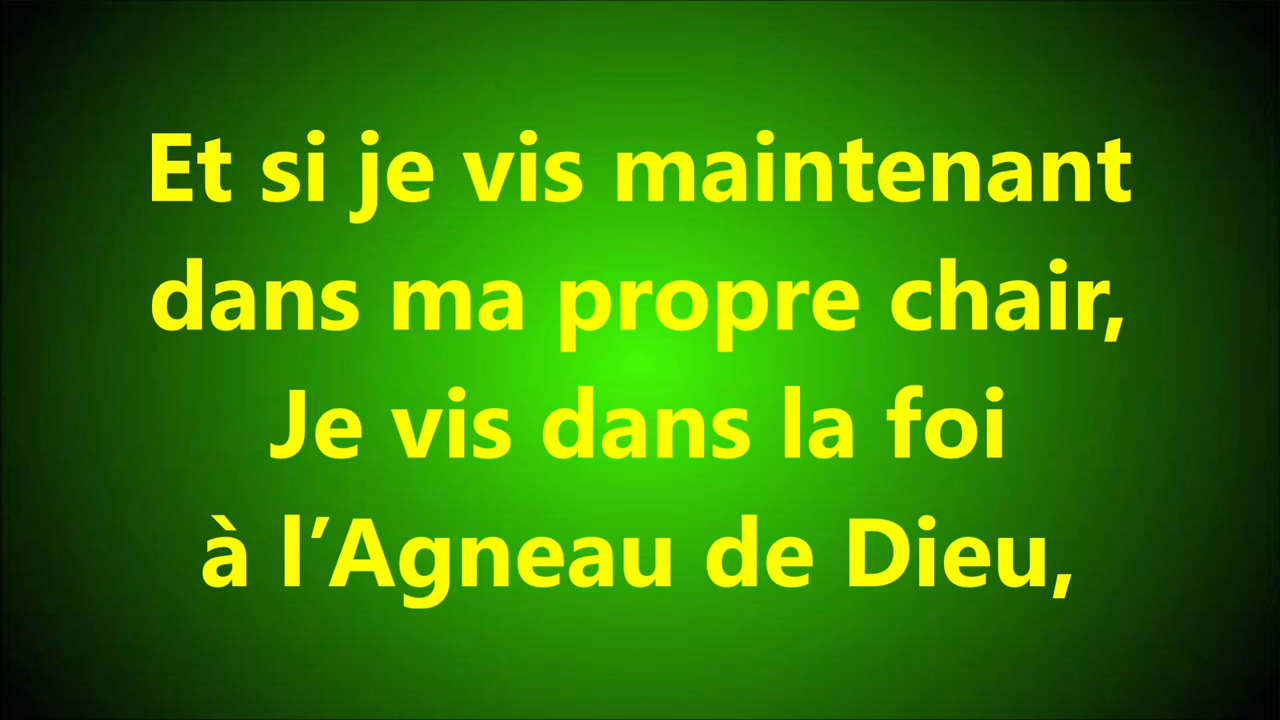 Et si je vis maintenant
dans ma propre chair,
Je vis dans la foi
à l’Agneau de Dieu,